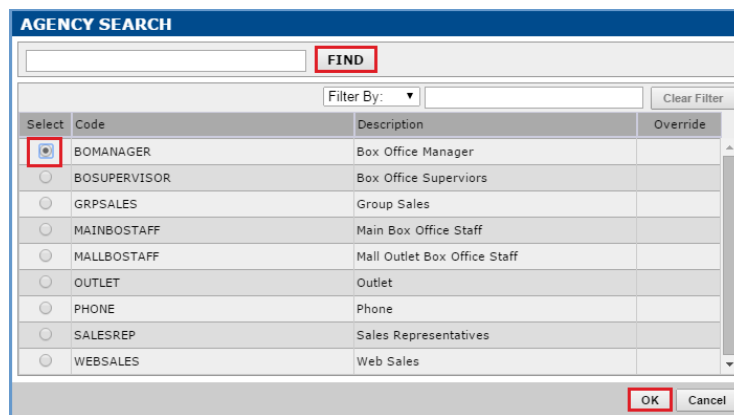 AGENCY SEARCH
FIND
Filter By: Clear Filter
Select Code Description Override
BOMANAGER Box Office Manager
BOSUPERVISOR Box Office Superviors
GRPSALES Group Sales
MAINBOSTAFF Main Box Office Staff
MALLBOSTAFF Mall Outlet Box Office Staff
OUTLET Outlet
PHONE Phone
SALESREP Sales Representatives
WEBSALES Web Sales
OK Cancel